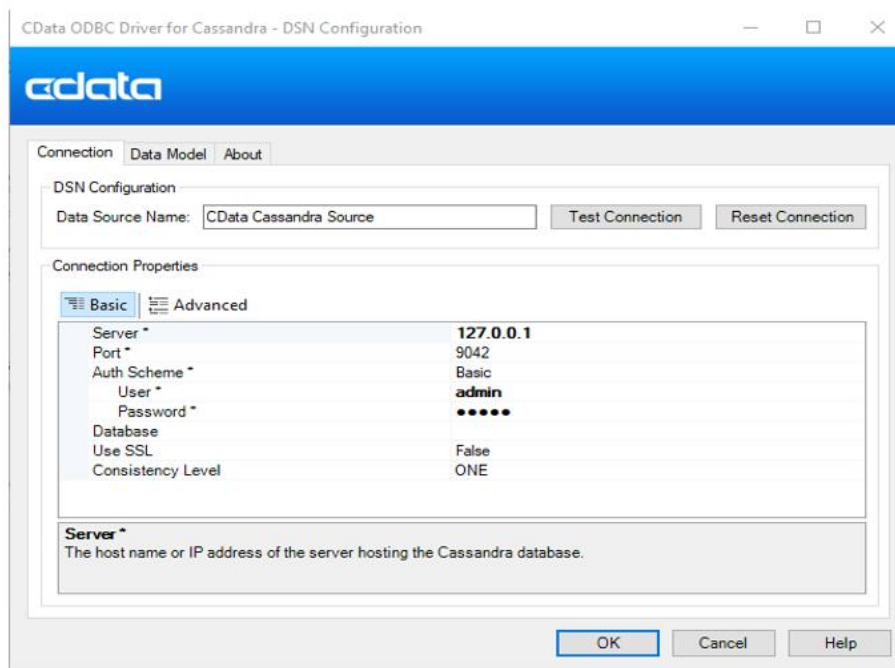 CData ODBC Driver for Cassandra - DSN Configuration
cdata
Connection Data Model About
DSN Configuration
Data Source Name: CData Cassandra Source Test Connection Reset Connection
Connection Properties
Basic Advanced
Server * 127.0.0.1
Port * 9042
Auth Scheme * Basic
User * admin
Password * ●●●●●
Database
Use SSL False
Consistency Level ONE
Server *
The host name or IP address of the server hosting the Cassandra database.
OK Cancel Help